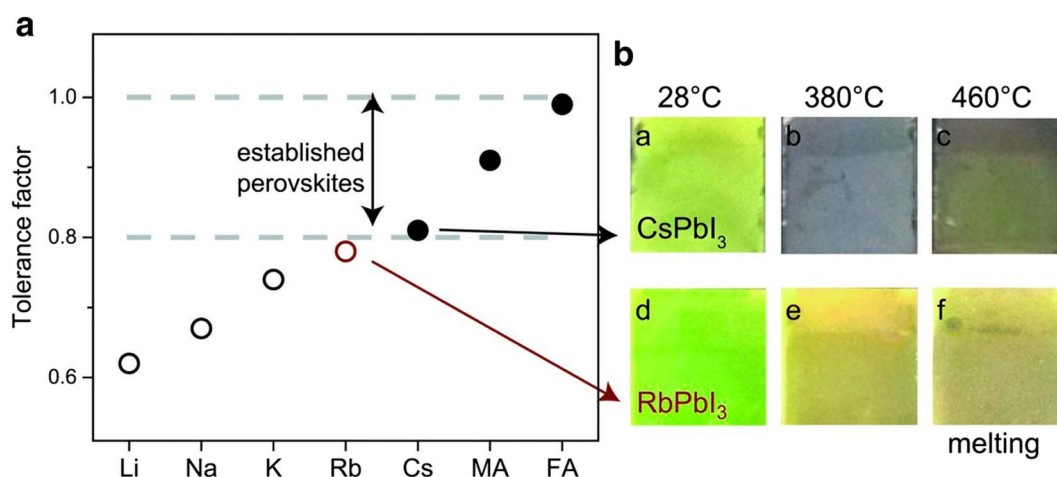 a
Tolerance factor
1.0
0.8
0.6
established
perovskites
Li Na K Rb Cs MA FA
b
28°C 380°C 460°C
a b c
CsPbI3
d e f
RbPbI3
melting